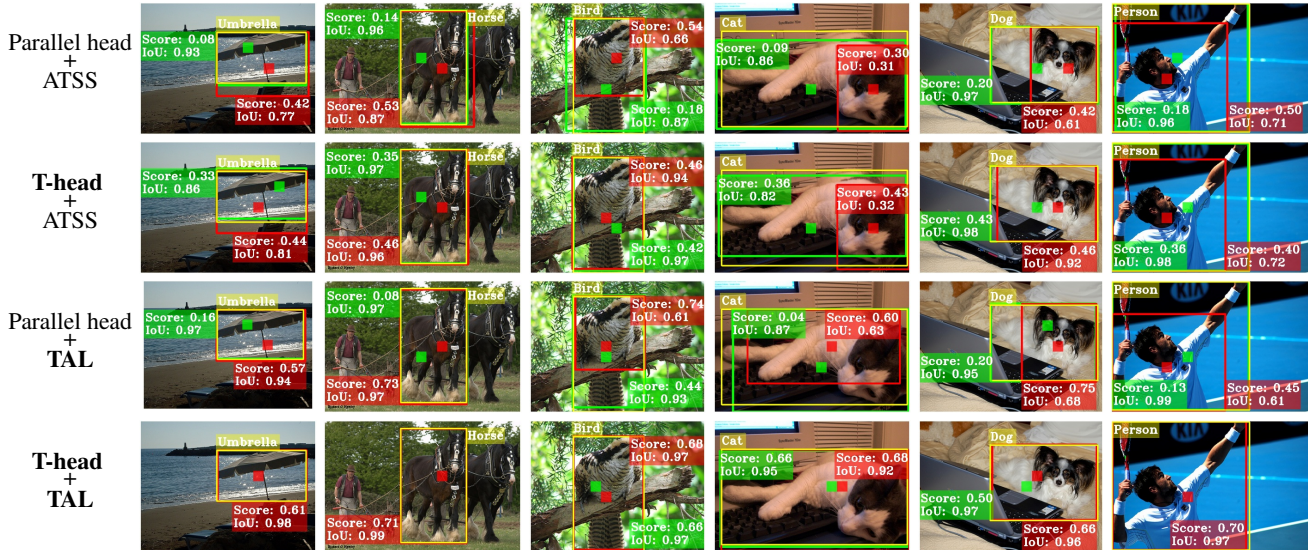 Parallel head
+
ATSS
Umbrella
Score: 0.08
IoU: 0.93
Score: 0.42
IoU: 0.77
Score: 0.14
IoU: 0.96
Horse
Score: 0.53
IoU: 0.87
Bird
Score: 0.54
IoU: 0.66
Score: 0.18
IoU: 0.87
Cat
Score: 0.09
IoU: 0.86
Score: 0.30
IoU: 0.31
Dog
Score: 0.20
IoU: 0.97
Score: 0.42
IoU: 0.61
Person
Score: 0.18
IoU: 0.96
Score: 0.50
IoU: 0.71
T-head
+
ATSS
Umbrella
Score: 0.33
IoU: 0.86
Score: 0.44
IoU: 0.81
Score: 0.35
IoU: 0.97
Horse
Score: 0.46
IoU: 0.96
Bird
Score: 0.46
IoU: 0.94
Score: 0.42
IoU: 0.97
Cat
Score: 0.36
IoU: 0.82
Score: 0.43
IoU: 0.32
Dog
Score: 0.43
IoU: 0.98
Score: 0.46
IoU: 0.92
Person
KIA
Score: 0.36
IoU: 0.98
Score: 0.40
IoU: 0.72
Parallel head
+
TAL
Umbrella
Score: 0.16
IoU: 0.97
Score: 0.57
IoU: 0.94
Score: 0.08
IoU: 0.97
Horse
Score: 0.73
IoU: 0.97
Bird
Score: 0.74
IoU: 0.61
Score: 0.44
IoU: 0.93
Cat
Score: 0.04
IoU: 0.87
Score: 0.60
IoU: 0.63
Dog
Score: 0.20
IoU: 0.95
Score: 0.75
IoU: 0.68
Person
KIA
Score: 0.13
IoU: 0.99
Score: 0.45
IoU: 0.61
T-head
+
TAL
Umbrella
Score: 0.61
IoU: 0.98
Horse
Score: 0.71
IoU: 0.99
Bird
Score: 0.68
IoU: 0.97
Score: 0.66
IoU: 0.97
Cat
Score: 0.66
IoU: 0.95
Score: 0.68
IoU: 0.92
Dog
Score: 0.50
IoU: 0.97
Score: 0.66
IoU: 0.96
Person
Score: 0.70
IoU: 0.97